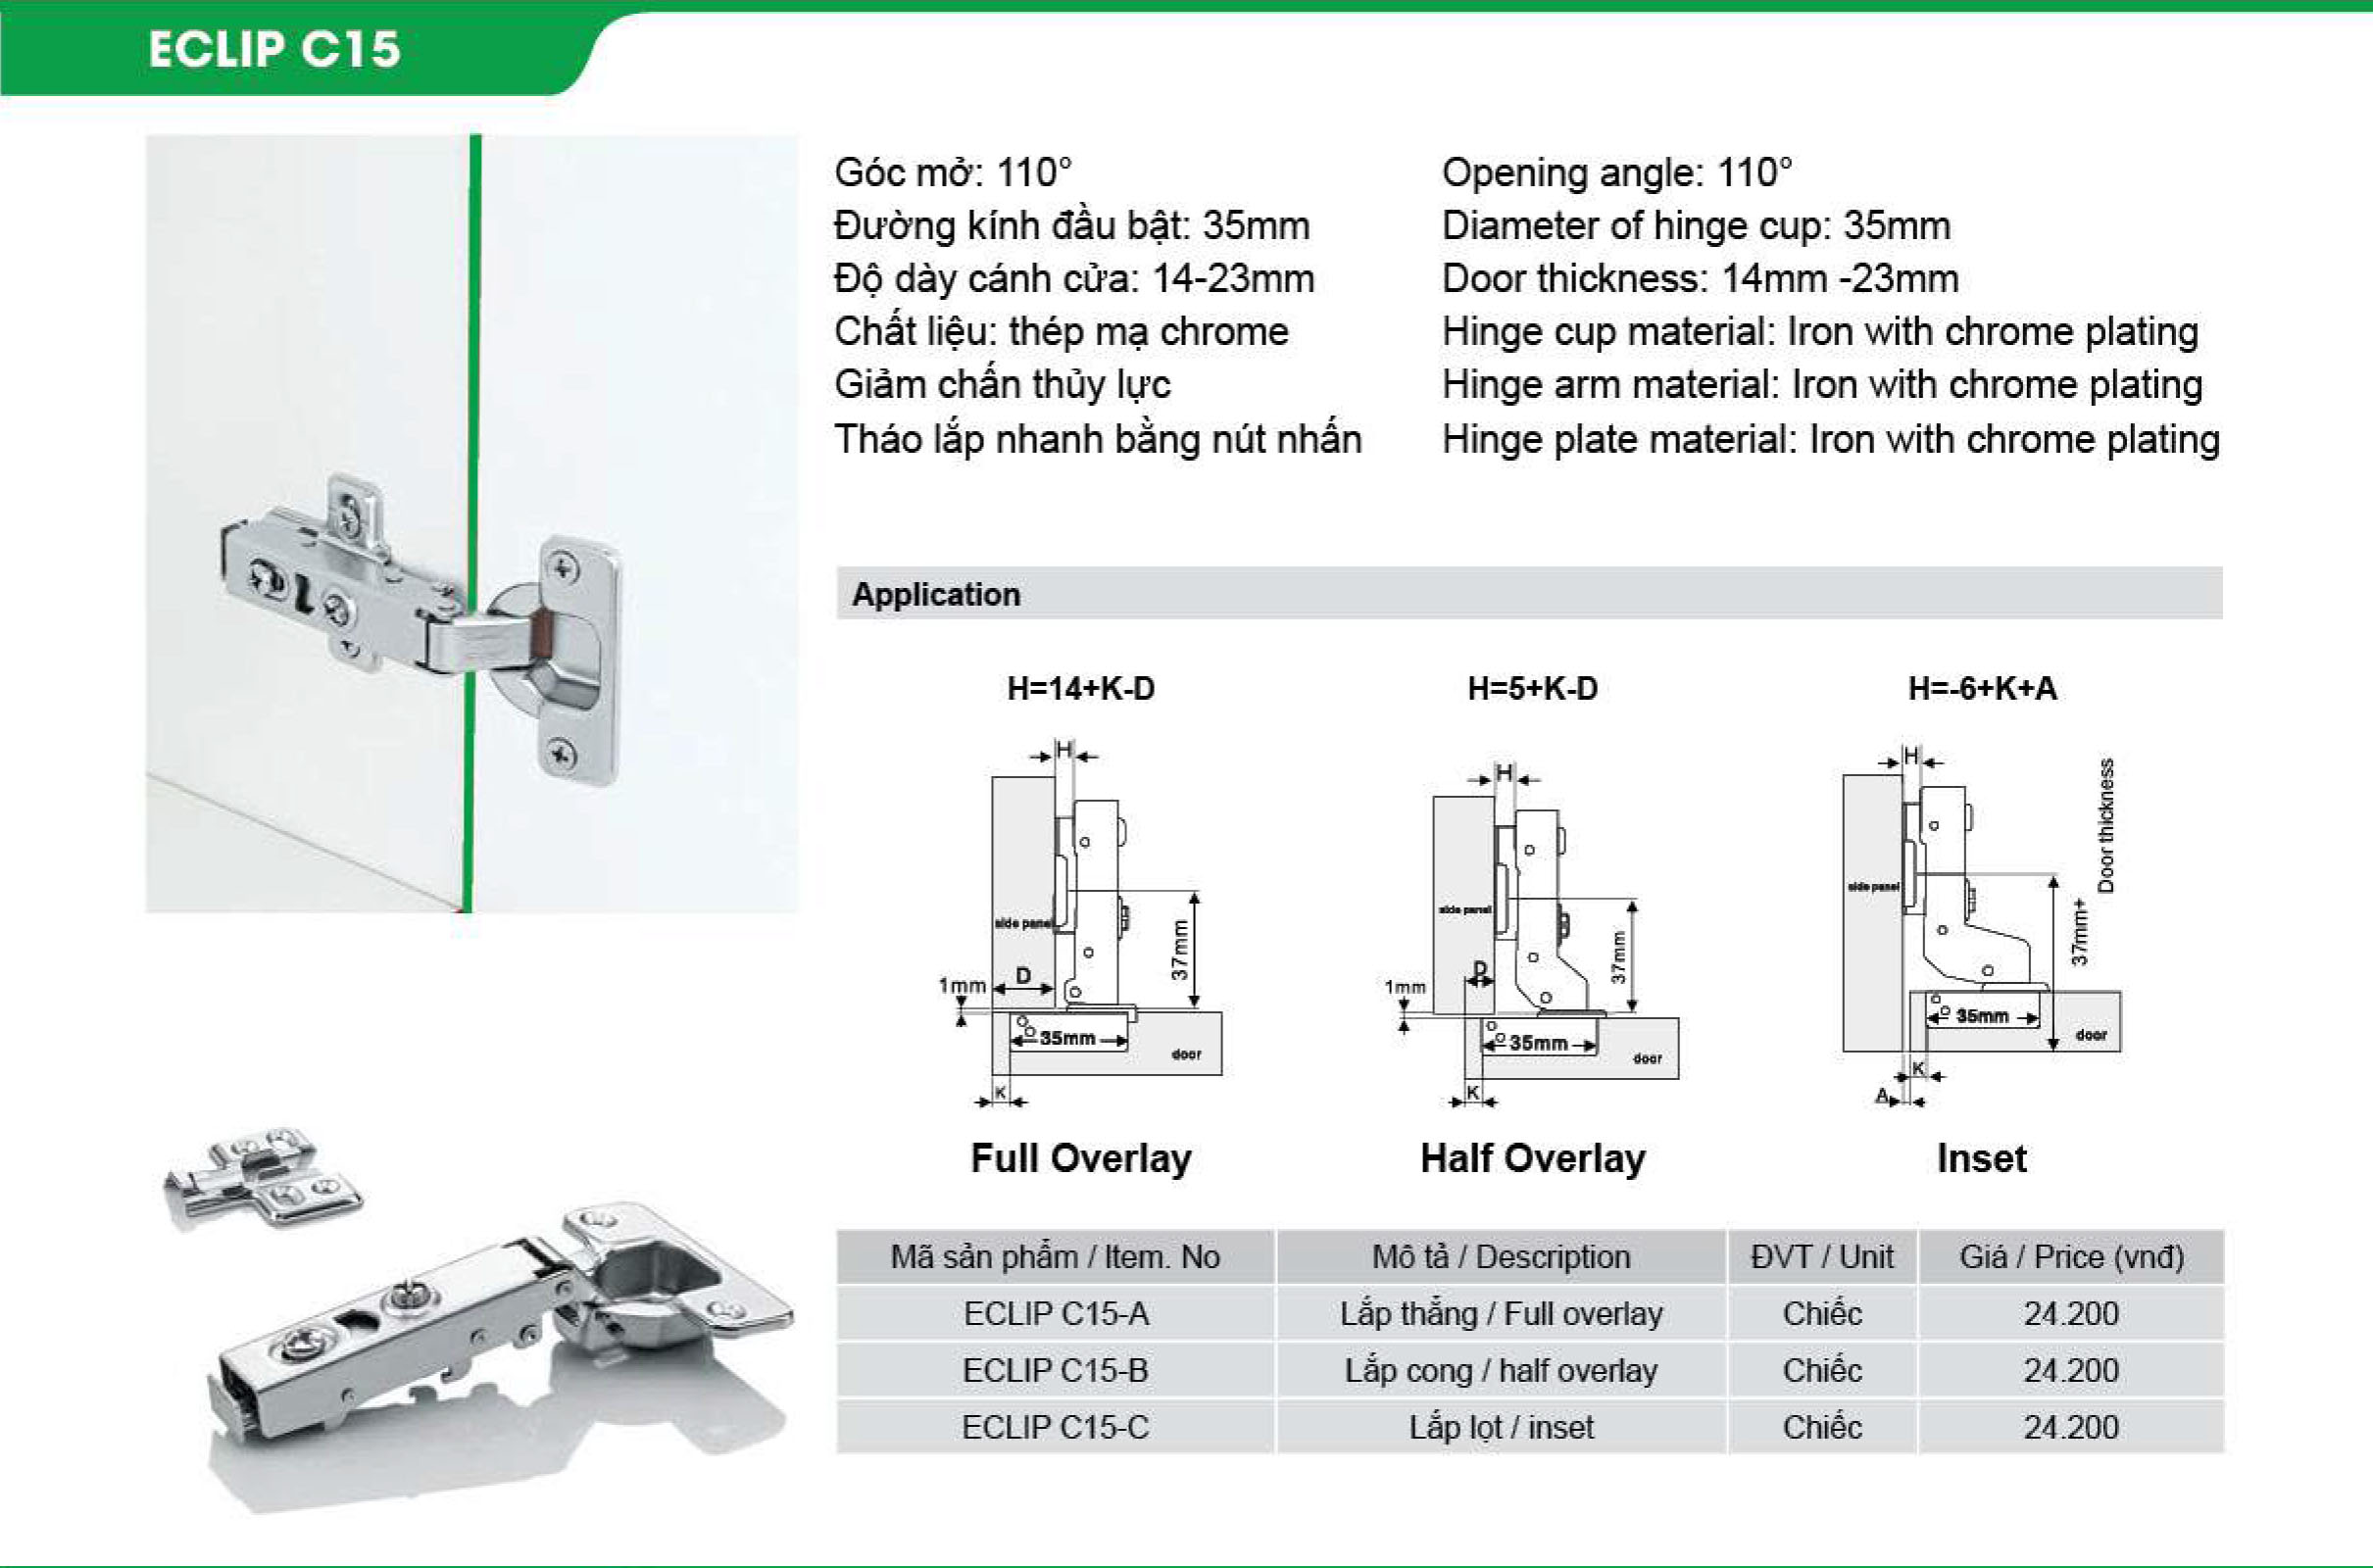 ECLIP C15
Góc mở: 110°
Đường kính đầu bật: 35mm
Độ dày cánh cửa: 14-23mm
Chất liệu: thép mạ chrome
Giảm chấn thủy lực
Tháo lắp nhanh bằng nút nhấn
Opening angle: 110°
Diameter of hinge cup: 35mm
Door thickness: 14mm -23mm
Hinge cup material: Iron with chrome plating
Hinge arm material: Iron with chrome plating
Hinge plate material: Iron with chrome plating
Application
H=14+K-D
H
side panel
37mm
D
1mm
35mm
door
K
Full Overlay
H=5+K-D
H
side panel
37mm
D
1mm
35mm
door
K
Half Overlay
H=-6+K+A
H
Door thickness
side panel
37mm+
35mm
door
K
A
Inset
Mã sản phẩm / Item. No Mô tả / Description ĐVT / Unit Giá / Price (vnđ)
ECLIP C15-A Lắp thẳng / Full overlay Chiếc 24.200
ECLIP C15-B Lắp cong / half overlay Chiếc 24.200
ECLIP C15-C Lắp lọt / inset Chiếc 24.200